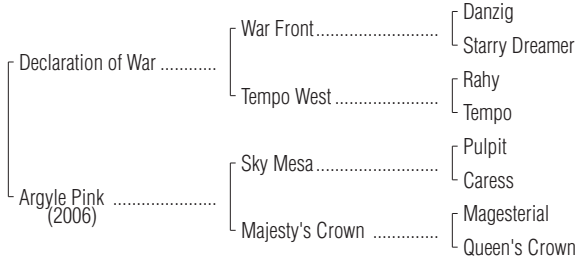 Danzig
War Front........................
Starry Dreamer
Declaration of War ...........
Rahy
Tempo West .....................
Tempo
Pulpit
Sky Mesa........................
Caress
Argyle Pink ....................
(2006)
Magesterial
Majesty's Crown .............
Queen's Crown